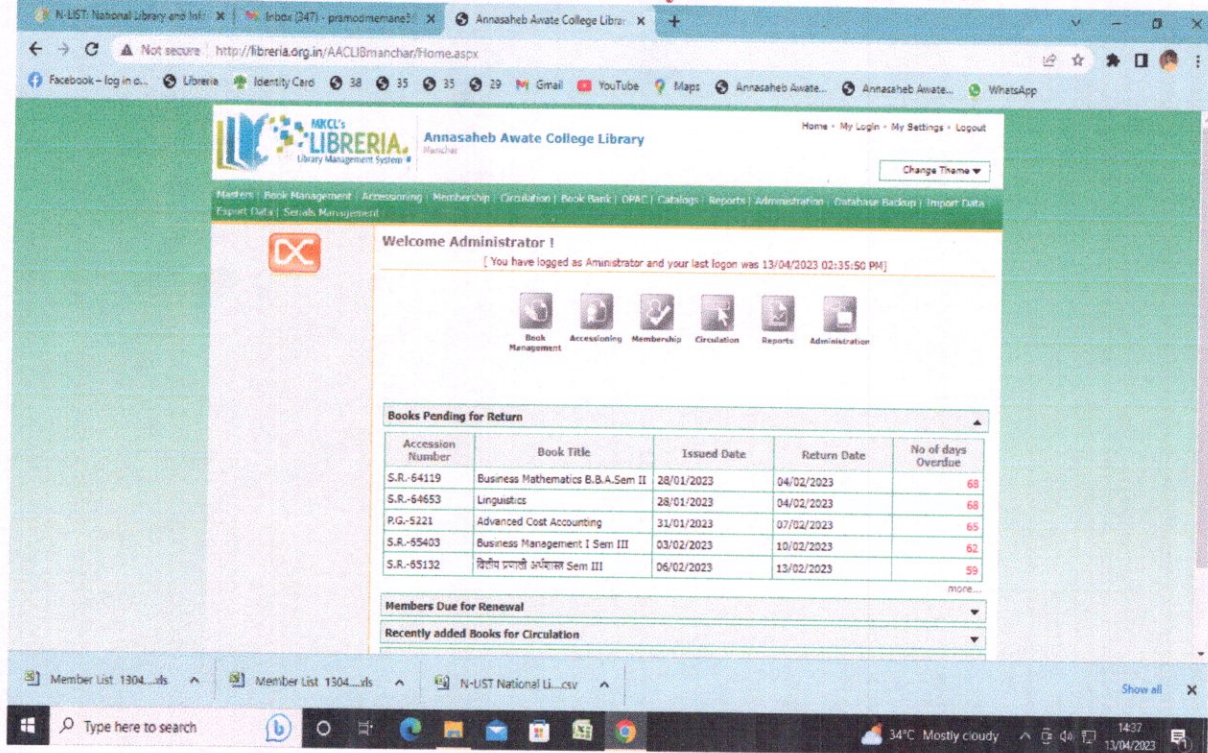 N-LIST: National Library and Inf
Inbox (347) - pramodmemane3
Annasaheb Awate College Librar
Not secure http://libreria.org.in/AACLIBmanchar/Home.aspx
Facebook – log in o... Libreria Identity Card 38 35 35 29 Gmail YouTube Maps Annasaheb Awate... Annasaheb Awate... WhatsApp
MKCL's
LIBRERIA.
Library Management System
Annasaheb Awate College Library
Manchar
Home - My Login - My Settings - Logout
Change Theme
Masters | Book Management | Accessioning | Membership | Circulation | Book Bank | OPAC | Catalogs | Reports | Administration | Database Backup | Import Data
Export Data | Serials Management
Welcome Administrator !
[ You have logged as Aministrator and your last logon was 13/04/2023 02:35:50 PM]
Book Management Accessioning Membership Circulation Reports Administration
Books Pending for Return
Accession Number Book Title Issued Date Return Date No of days Overdue
S.R.-64119 Business Mathematics B.B.A.Sem II 28/01/2023 04/02/2023 68
S.R.-54653 Linguistics 28/01/2023 04/02/2023 68
P.G.-5221 Advanced Cost Accounting 31/01/2023 07/02/2023 65
S.R.-65403 Business Management I Sem III 03/02/2023 10/02/2023 62
S.R.-65132 वित्तीय प्रणाली अर्थशास्त्र Sem III 06/02/2023 13/02/2023 59
more...
Members Due for Renewal
Recently added Books for Circulation
Member List 1304....xls Member List 1304....xls N-LIST National Li....csv Show all
Type here to search
34°C Mostly cloudy
14:37
13/04/2023